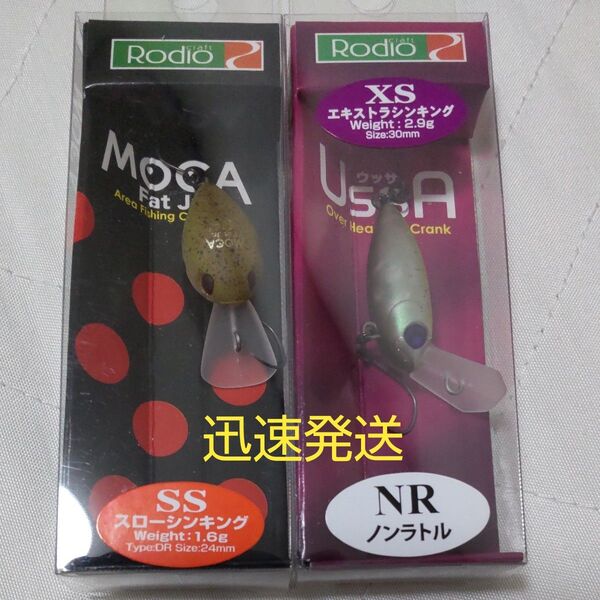 Rodio craft
MOCA
Fat Jr
Area Fishing C
MOCA
SS
スローシンキング
Weight:1.6g
Type:DR Size:24mm
Rodio craft
XS
エキストラシンキング
Weight:2.9g
Size:30mm
ウッサ
UssA
Over Hea Crank
NR
ノンラトル
迅速発送